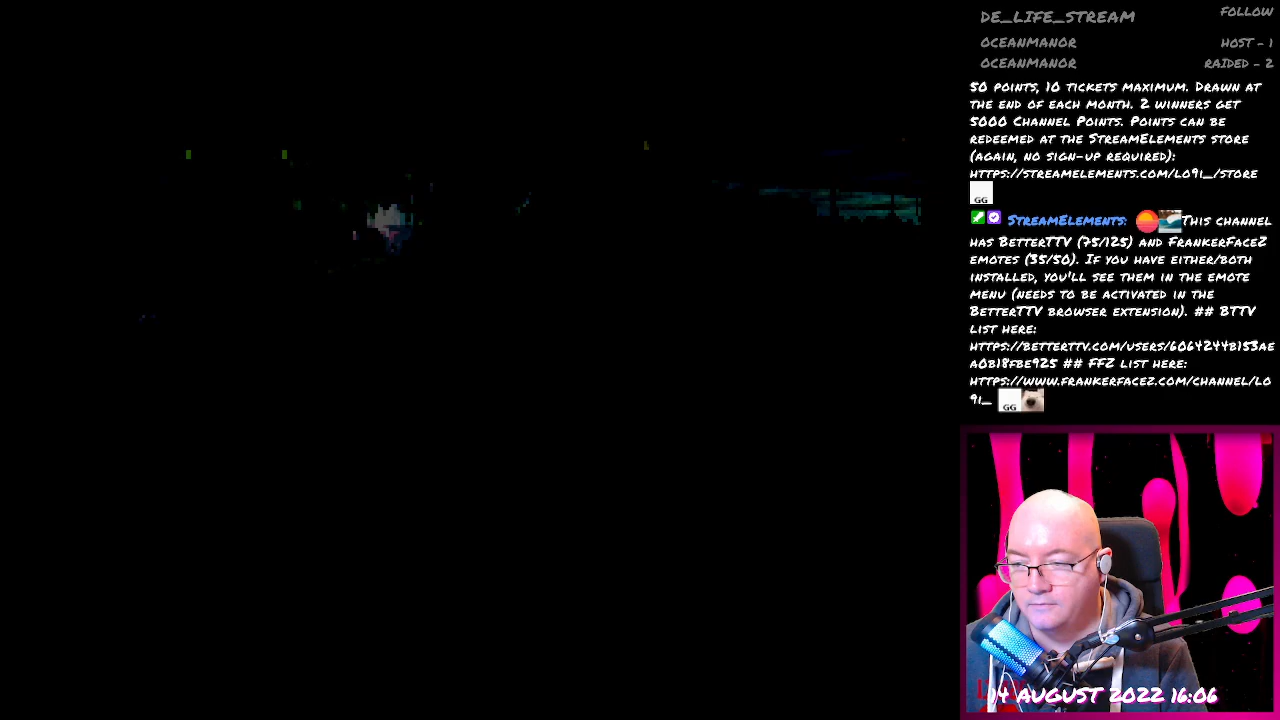 DE_LIFE_STREAM FOLLOW
OCEANMANOR HOST - 1
OCEANMANOR RAIDED - 2
50 POINTS, 10 TICKETS MAXIMUM. DRAWN AT
THE END OF EACH MONTH. 2 WINNERS GET
5000 CHANNEL POINTS. POINTS CAN BE
REDEEMED AT THE STREAMELEMENTS STORE
(AGAIN, NO SIGN-UP REQUIRED):
HTTPS://STREAMELEMENTS.COM/LO91_/STORE
GG
STREAMELEMENTS: THIS CHANNEL
HAS BETTERTTV (75/125) AND FRANKERFACEZ
EMOTES (35/50). IF YOU HAVE EITHER/BOTH
INSTALLED, YOU'LL SEE THEM IN THE EMOTE
MENU (NEEDS TO BE ACTIVATED IN THE
BETTERTTV BROWSER EXTENSION). ## BTTV
LIST HERE:
HTTPS://BETTERTTV.COM/USERS/6064244B153AE
A0B18FBE925 ## FFZ LIST HERE:
HTTPS://WWW.FRANKERFACEZ.COM/CHANNEL/LO
91_ GG
14 AUGUST 2022 16:06